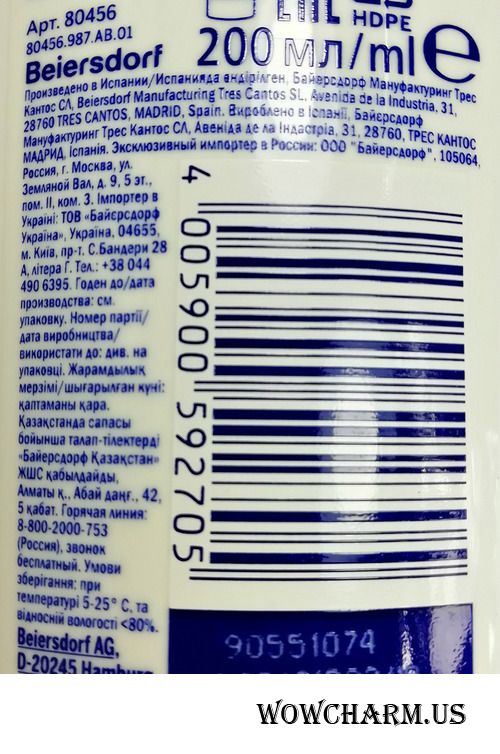 Арт. 80456
80456.987.АВ.01
HDPE
Beiersdorf
200 мл/ml e
Произведено в Испании/Испанияда өндірілген, Байерсдорф Мануфактуринг Трес
Кантос СЛ, Beiersdorf Manufacturing Tres Cantos SL, Avenida de la Industria, 31,
28760 TRES CANTOS, MADRID, Spain. Вироблено в Іспанії, Байєрсдорф
Мануфактуринг Трес Кантос СЛ, Авеніда де ла Індастрія, 31, 28760, ТРЕС КАНТОС
МАДРИД, Іспанія. Эксклюзивный импортер в России: ООО "Байерсдорф", 105064,
Россия, г. Москва, ул.
Земляной Вал, д. 9, 5 эт.,
пом. II, ком. 3. Імпортер в
Україні: ТОВ «Байєрсдорф
Україна», Україна, 04655,
м. Київ, пр-т. С.Бандери 28
А, літера Г. Тел.: +38 044
490 6395. Годен до/дата
производства: см.
упаковку. Номер партії/
дата виробництва/
використати до: див. на
упаковці. Жарамдылық
мерзімі/шығарылған күні:
қаптаманы қара.
Қазақстанда сапасы
бойынша талап-тілектерді
«Байерсдорф Қазақстан»
ЖШС қабылдайды,
Алматы қ., Абай даңғ., 42,
5 қабат. Горячая линия:
8-800-2000-753
(Россия), звонок
бесплатный. Умови
зберігання: при
температурі 5-25° С, та
відносній вологості <80%.
Beiersdorf AG,
D-20245 Hamburg
4 005900 592705
90551074
WOWCHARM.US